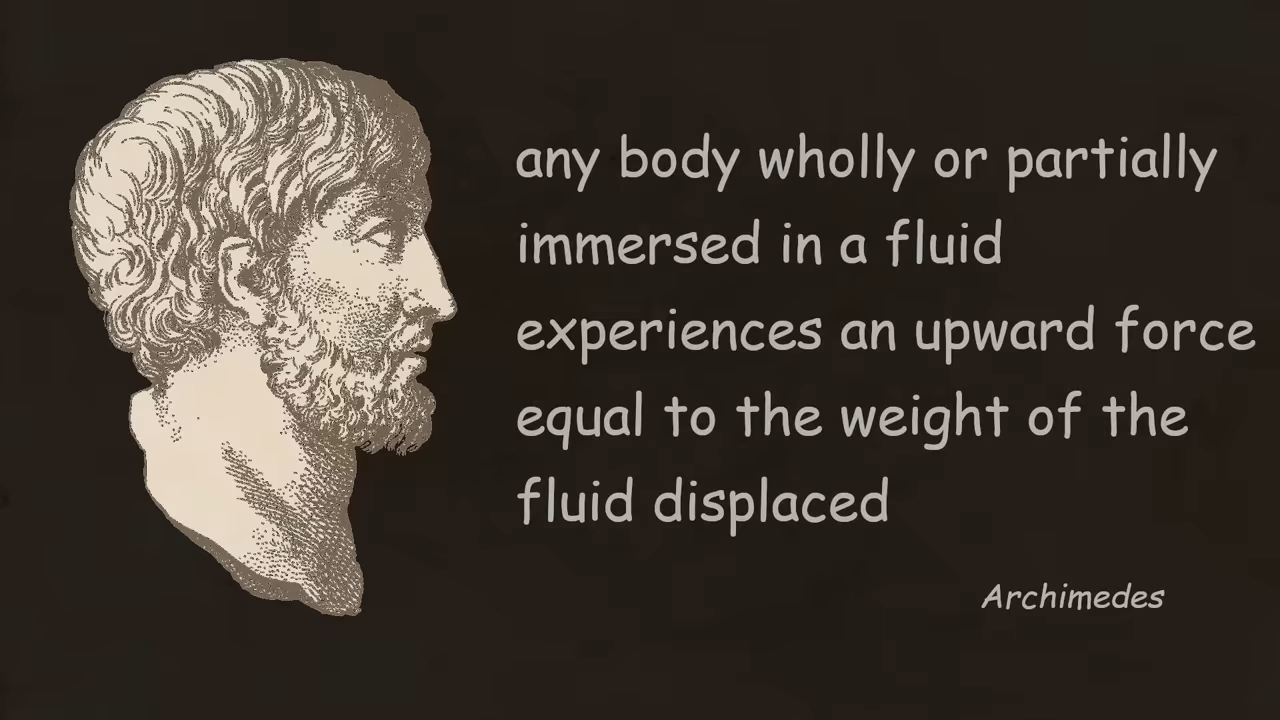 any body wholly or partially
immersed in a fluid
experiences an upward force
equal to the weight of the
fluid displaced
Archimedes